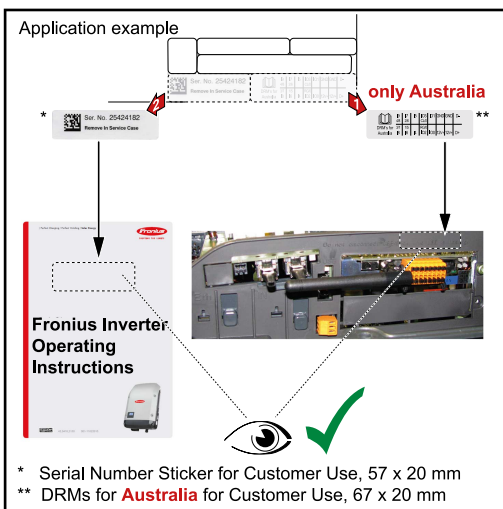 Application example
Ser. No. 25424182
Remove In Service Case
2
1
only Australia
*
Ser. No. 25424182
Remove In Service Case
DRMs for
Australia
**
Fronius
Fronius Inverter
Operating
Instructions
* Serial Number Sticker for Customer Use, 57 x 20 mm
** DRMs for Australia for Customer Use, 67 x 20 mm